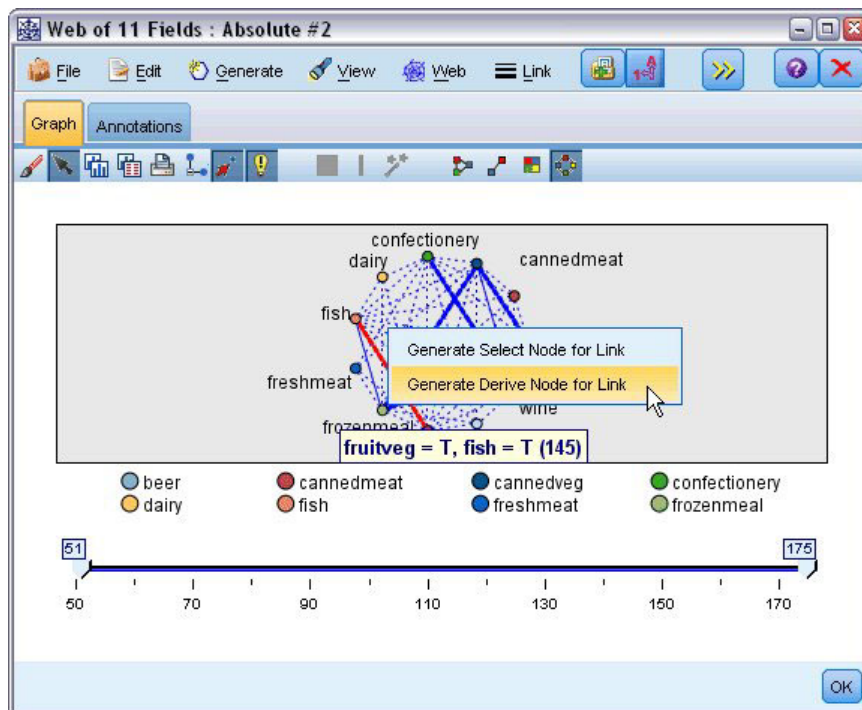 Web of 11 Fields : Absolute #2
File Edit Generate View Web Link
Graph Annotations
confectionery
dairy cannedmeat
fish
Generate Select Node for Link
freshmeat Generate Derive Node for Link
wine
frozenmeal
fruitveg = T, fish = T (145)
beer cannedmeat cannedveg confectionery
dairy fish freshmeat frozenmeal
51 175
50 70 90 110 130 150 170
OK